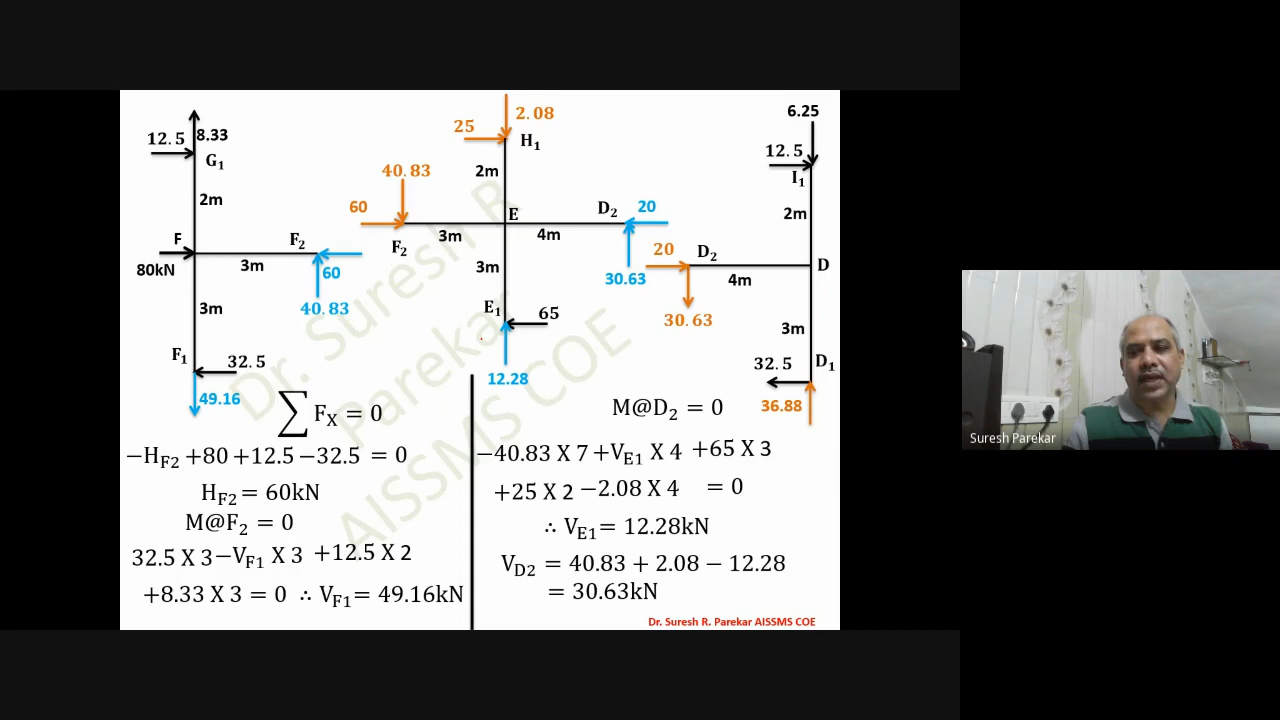 8.33
12.5
G1
2m
F
F2
80kN
3m
60
3m
40.83
F1
32.5
49.16
2.08
25
H1
40.83
2m
60
E
D2
20
F2
3m
4m
3m
30.63
E1
65
12.28
6.25
12.5
I1
2m
20
D2
D
4m
30.63
3m
32.5
D1
36.88
∑ FX = 0
−HF2 +80 +12.5 −32.5 = 0
HF2 = 60kN
M@F2 = 0
32.5 X 3 −VF1 X 3 +12.5 X 2
+8.33 X 3 = 0 ∴ VF1 = 49.16kN
M@D2 = 0
−40.83 X 7 +VE1 X 4 +65 X 3
+25 X 2 −2.08 X 4 = 0
∴ VE1 = 12.28kN
VD2 = 40.83 + 2.08 − 12.28
= 30.63kN
Dr. Suresh R. Parekar AISSMS COE
Dr. Suresh R
Parekar
AISSMS COE
Suresh Parekar